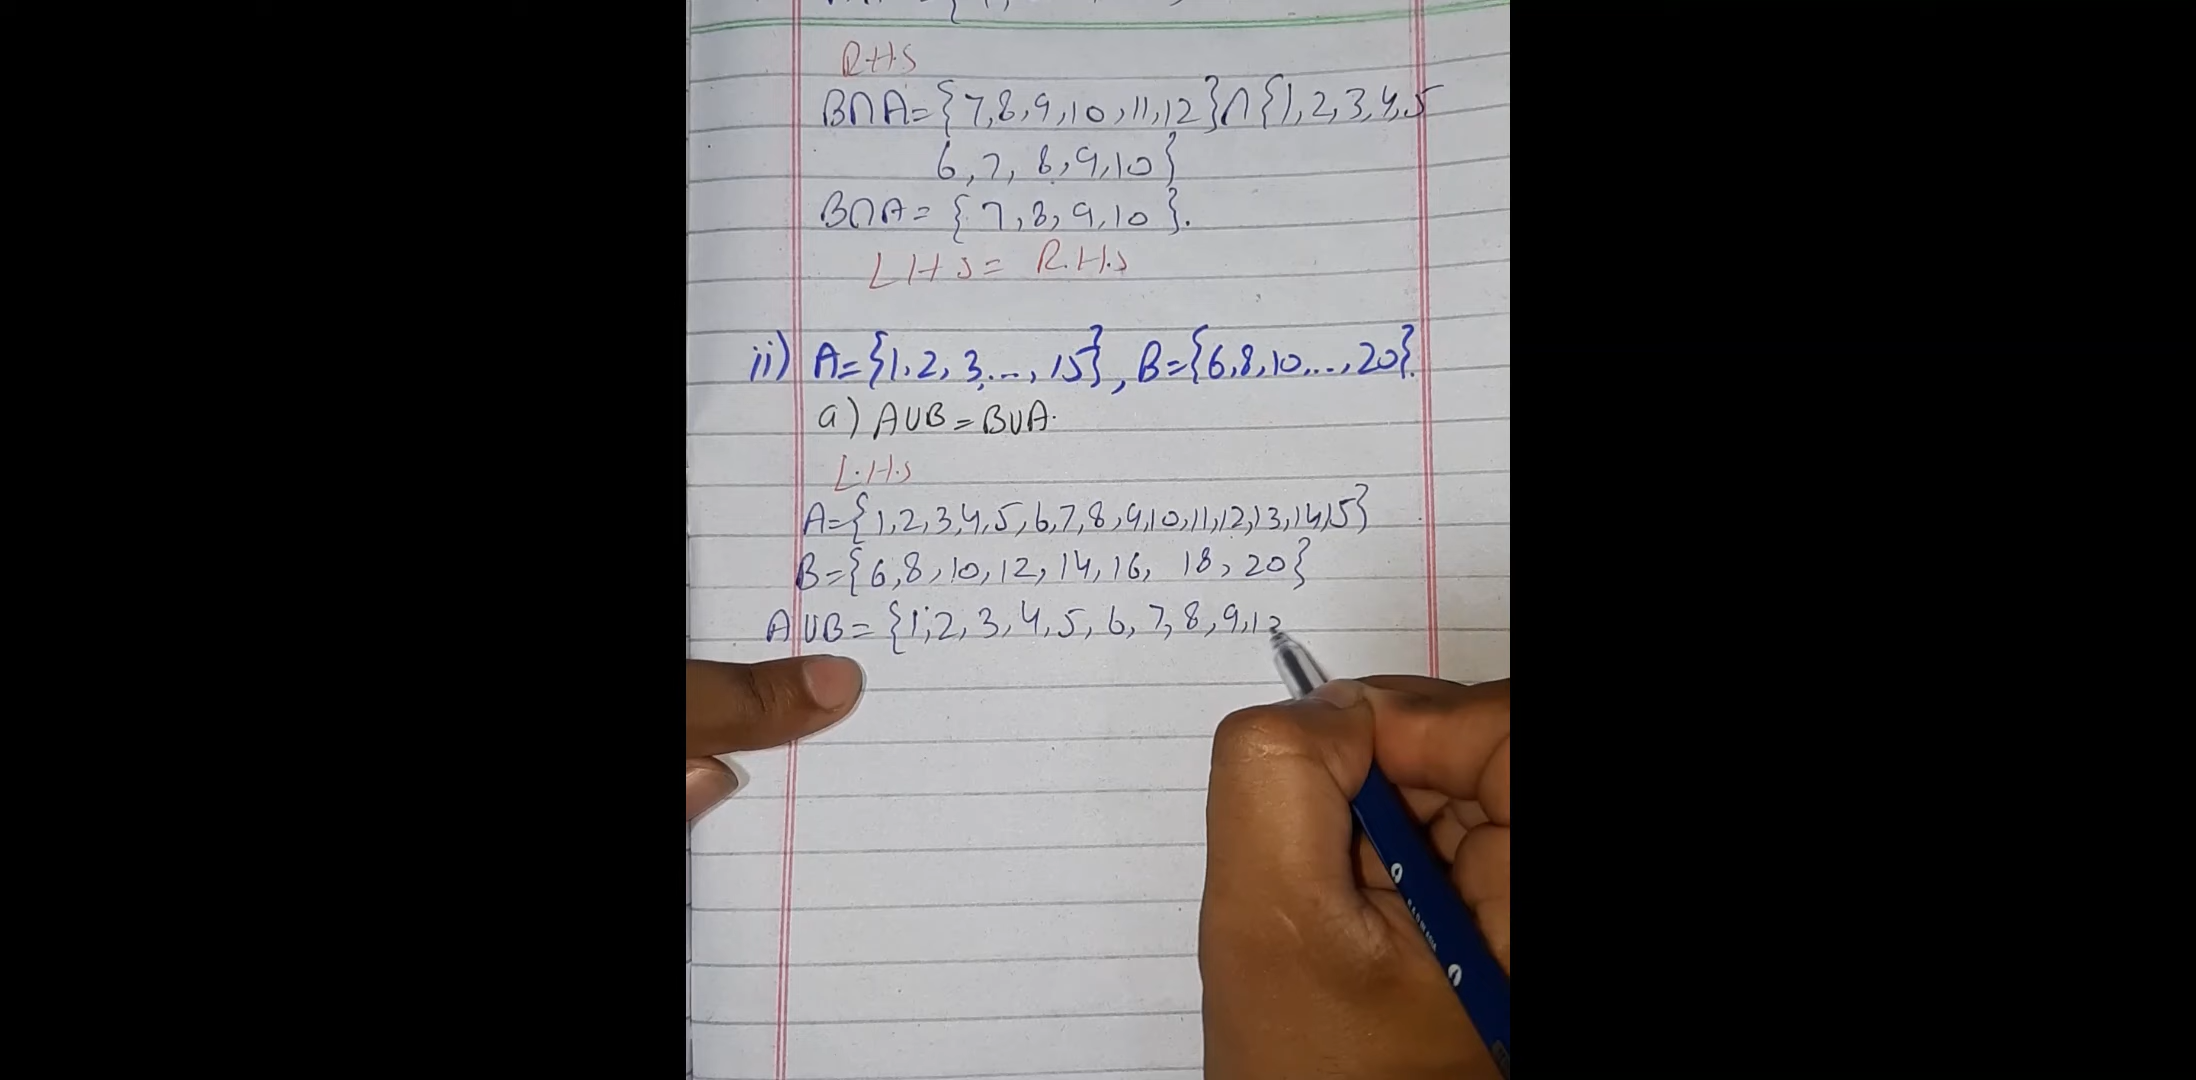 R.H.S
B∩A={7,8,9,10,11,12}∩{1,2,3,4,5
6,7,8,9,10}
B∩A={7,8,9,10}.
LHS= R.H.S
ii) A={1,2,3,...,15}, B={6,8,10,...,20}.
a) A∪B=B∪A.
L.H.S
A={1,2,3,4,5,6,7,8,9,10,11,12,13,14,15}
B={6,8,10,12,14,16, 18,20}
A∪B={1,2,3,4,5,6,7,8,9,1